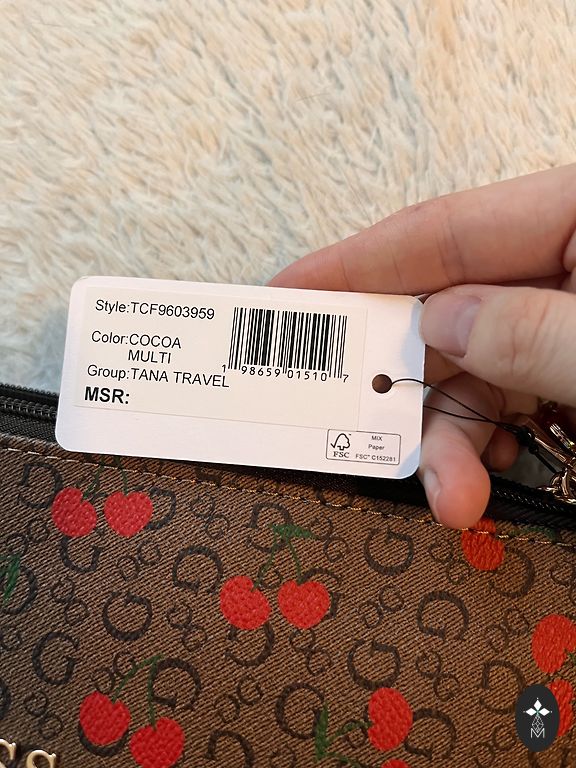 Style:TCF9603959
Color:COCOA
MULTI
Group:TANA TRAVEL
MSR:
1 98659 01510 7
FSC
MIX
Paper
FSC® C152281
M